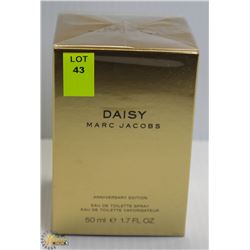 LOT
43
DAISY
MARC JACOBS
ANNIVERSARY EDITION
EAU DE TOILETTE SPRAY
EAU DE TOILETTE VAPORISATEUR
50 ml ℮ 1.7 FL OZ